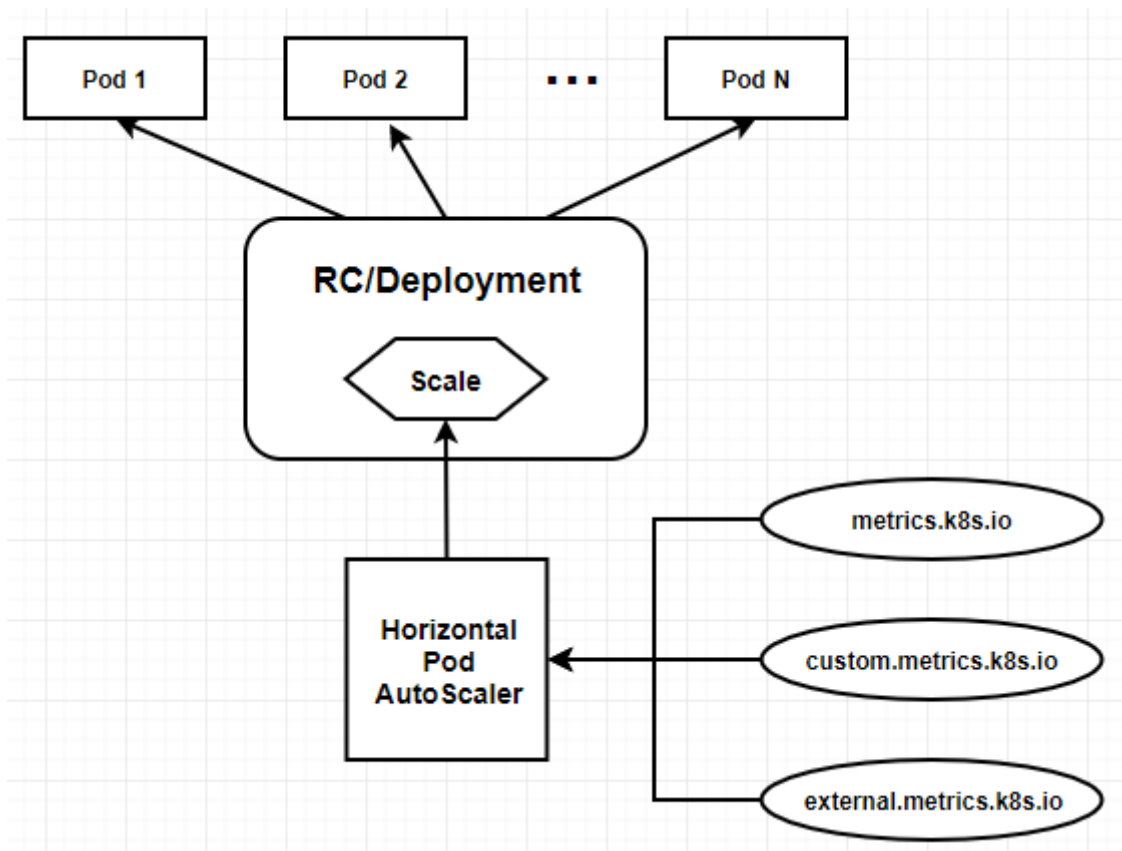 Pod 1
Pod 2
...
Pod N
RC/Deployment
Scale
metrics.k8s.io
Horizontal
Pod
AutoScaler
custom.metrics.k8s.io
external.metrics.k8s.io